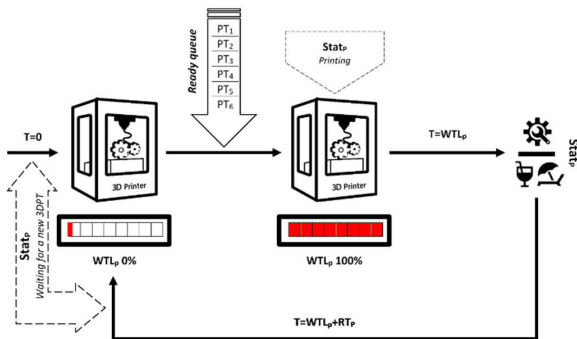 Ready queue
PT₁
PT₂
PT₃
PT₄
PT₅
PT₆
Statₚ
Printing
T=0
3D Printer
3D Printer
T=WTLₚ
Statₚ
Statₚ
Waiting for a new 3DPT
WTLₚ 0%
WTLₚ 100%
T=WTLₚ+RTₚ